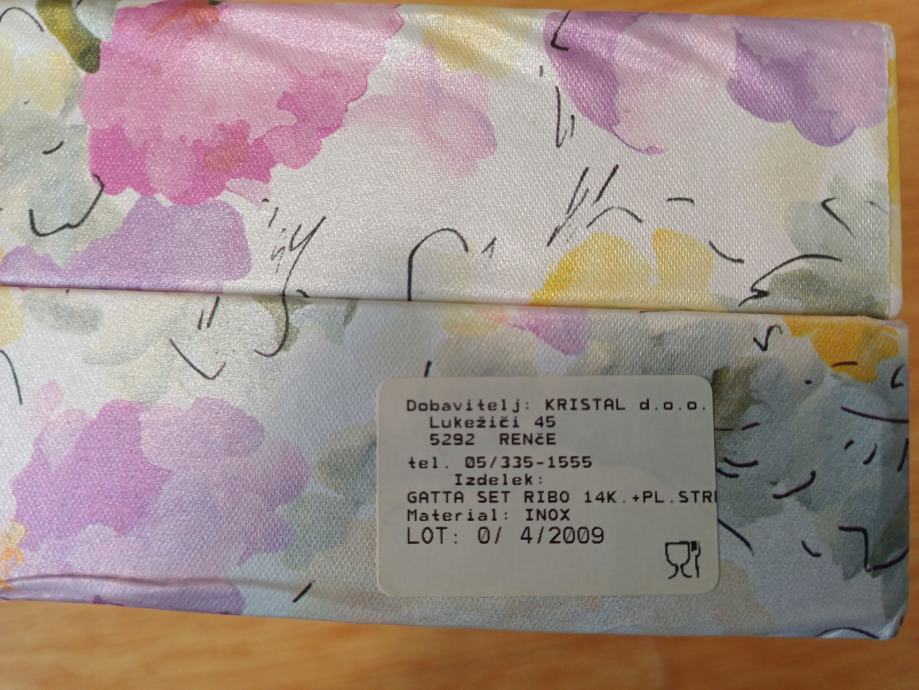 Dobavitelj: KRISTAL d.o.o.
Lukežiči 45
5292 RENčE
tel. 05/335-1555
Izdelek:
GATTA SET RIBO 14K.+PL.STRI
Material: INOX
LOT: 0/ 4/2009